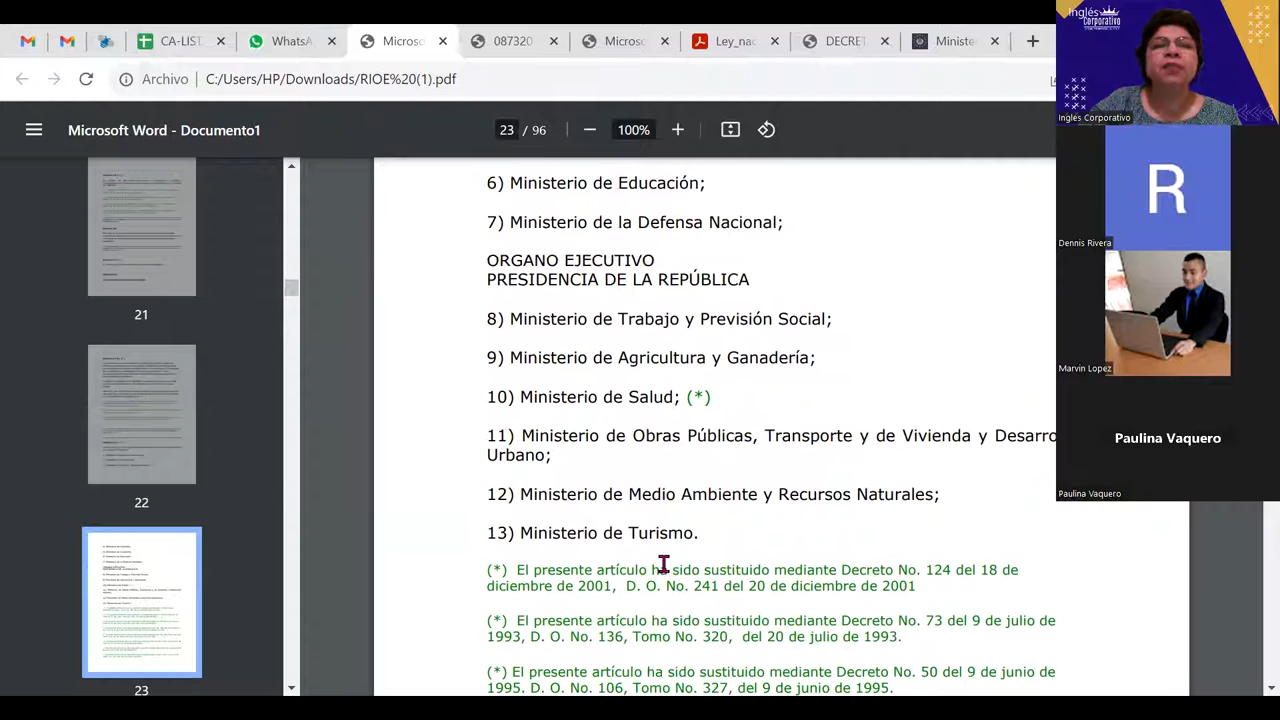 CA-LIST_
WhatsA
Microso
087320
Micros
Ley_na
DECRET
Ministe
Archivo
C:/Users/HP/Downloads/RIOE%20(1).pdf
Microsoft Word - Documento1
23 / 96
100%
21
22
23
6) Ministerio de Educación;
7) Ministerio de la Defensa Nacional;
ORGANO EJECUTIVO
PRESIDENCIA DE LA REPÚBLICA
8) Ministerio de Trabajo y Previsión Social;
9) Ministerio de Agricultura y Ganadería;
10) Ministerio de Salud; (*)
11) Ministerio de Obras Públicas, Transporte y de Vivienda y Desarro
Urbano;
12) Ministerio de Medio Ambiente y Recursos Naturales;
13) Ministerio de Turismo.
(*) El presente artículo ha sido sustituido mediante Decreto No. 124 del 18 de
diciembre de 2001, D. O. No. 241 del 20 de diciembre de 2001
(*) El presente artículo ha sido sustituido mediante Decreto No. 73 del 9 de julio de
1993, D. O. No. 136, Tomo No. 320, del 20 de julio de 1993.
(*) El presente artículo ha sido sustituido mediante Decreto No. 50 del 9 de junio de
1995. D. O. No. 106, Tomo No. 327, del 9 de junio de 1995.
Inglés
Corporativo
Inglés Corporativo
R
Dennis Rivera
Marvin Lopez
Paulina Vaquero
Paulina Vaquero